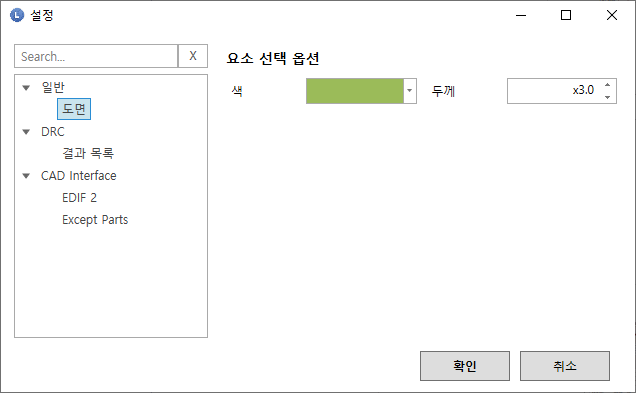 설정
Search...
X
일반
도면
DRC
결과 목록
CAD Interface
EDIF 2
Except Parts
요소 선택 옵션
색
두께
x3.0
확인
취소